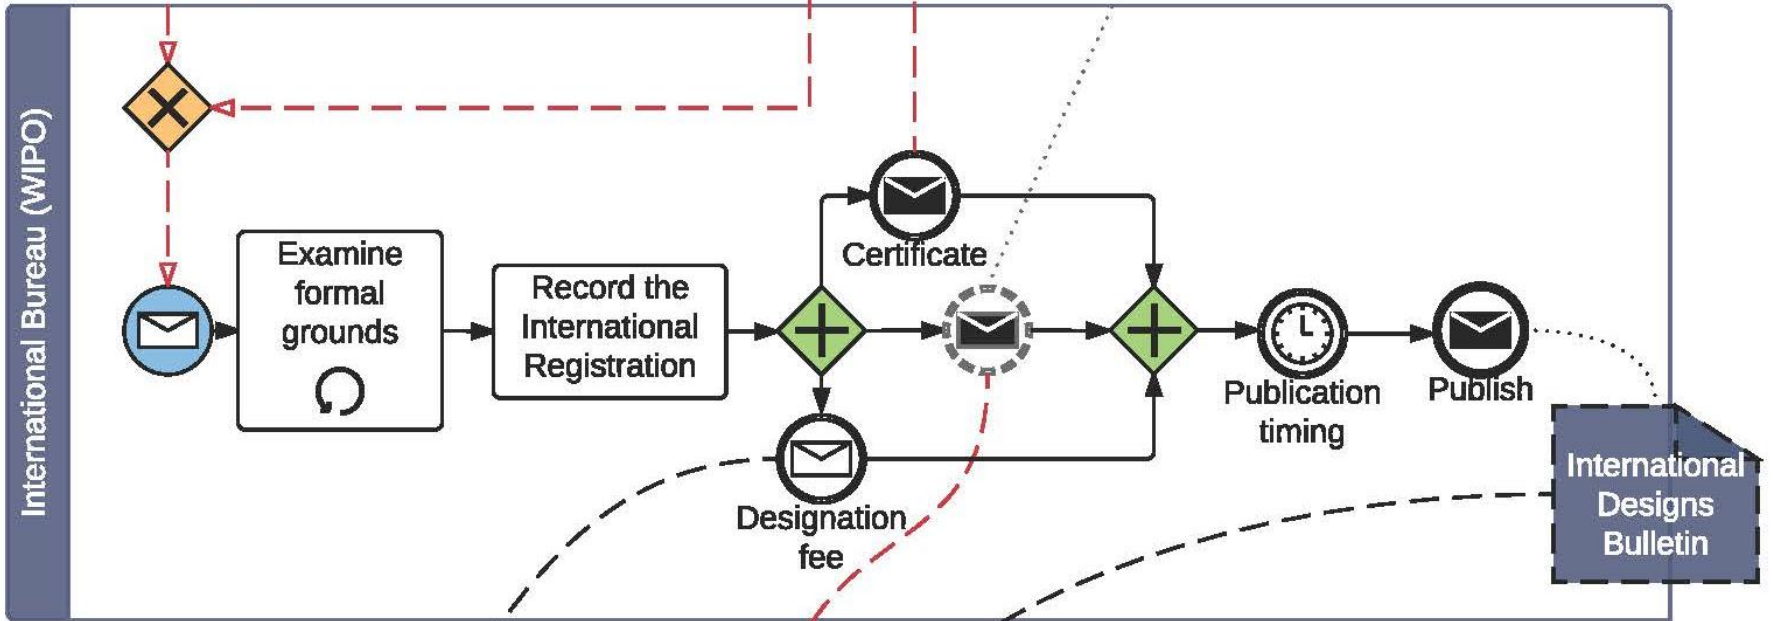 International Bureau (WIPO)
Examine
formal
grounds
Record the
International
Registration
Certificate
Designation
fee
Publication
timing
Publish
International
Designs
Bulletin